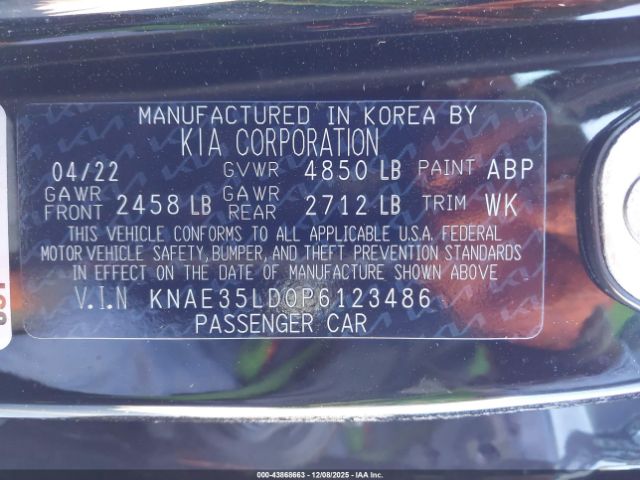 MANUFACTURED IN KOREA BY
KIA CORPORATION
04/22 GVWR 4850 LB PAINT ABP
GAWR FRONT 2458 LB GAWR REAR 2712 LB TRIM WK
THIS VEHICLE CONFORMS TO ALL APPLICABLE U.S.A. FEDERAL
MOTOR VEHICLE SAFETY, BUMPER, AND THEFT PREVENTION STANDARDS
IN EFFECT ON THE DATE OF MANUFACTURE SHOWN ABOVE
V.I.N KNAE35LD0P6123486
PASSENGER CAR
000-43868663 - 12/08/2025 - IAA Inc.